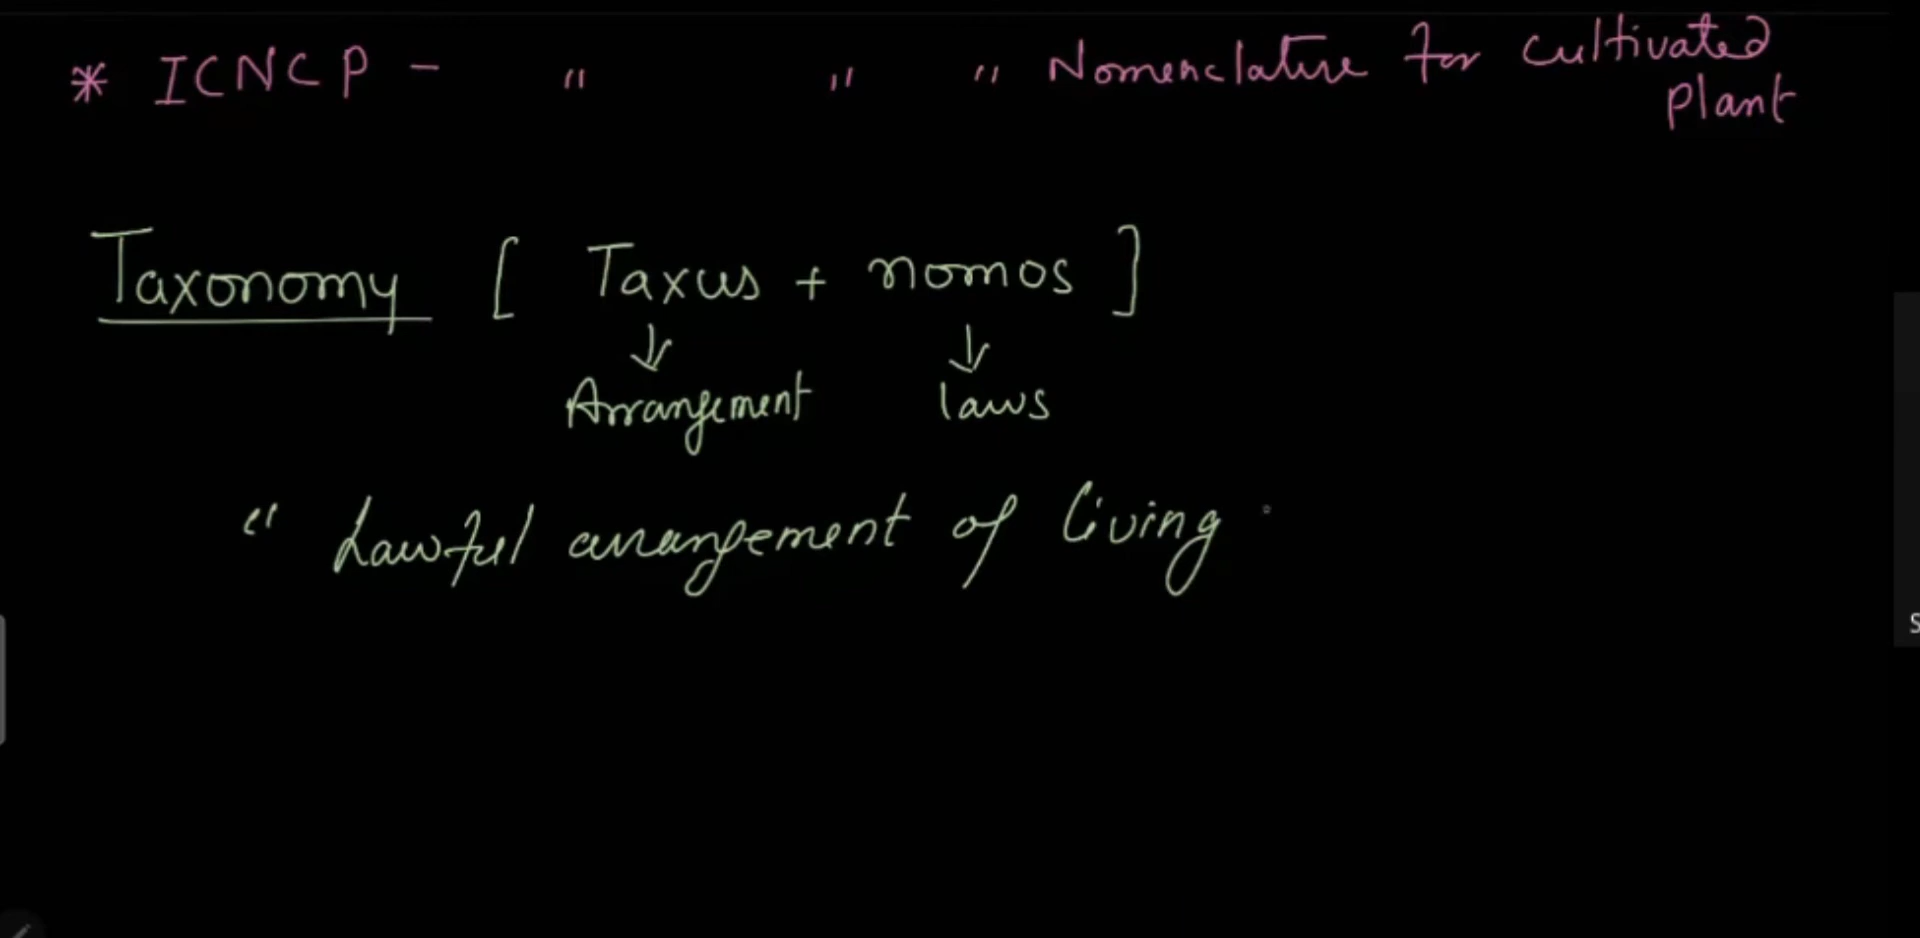 * ICNCP - " " " Nomenclature for cultivated
plant
Taxonomy [ Taxus + nomos ]
↓ ↓
Arrangement laws
" Lawful arrangement of living
S